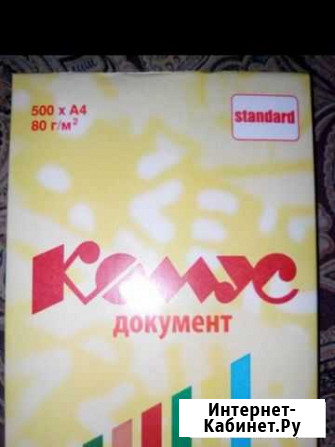 500 x A4
80 г/м²
standard
Комус
документ
Интернет-
Кабинет.Ру